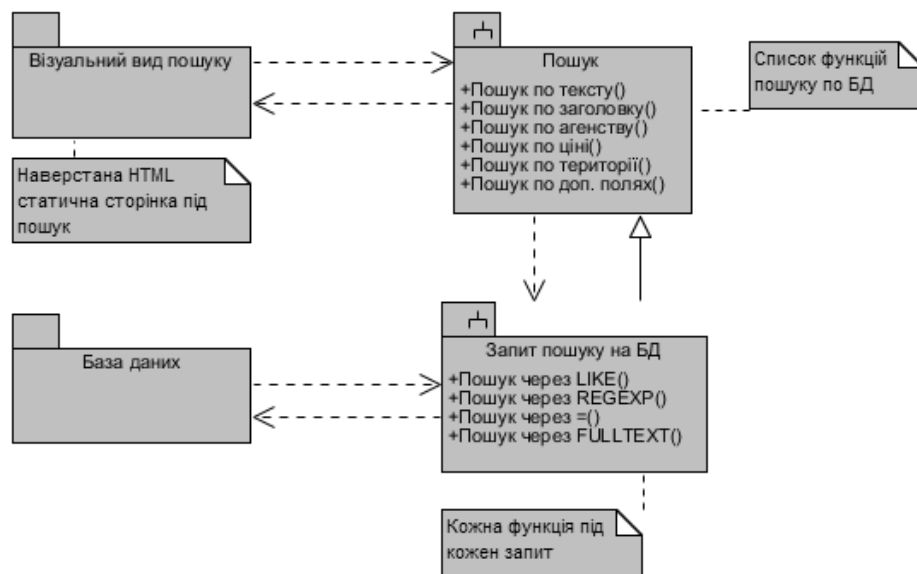 Візуальний вид пошуку
Наверстана HTML
статична сторінка під
пошук
Пошук
+Пошук по тексту()
+Пошук по заголовку()
+Пошук по агенству()
+Пошук по ціні()
+Пошук по території()
+Пошук по доп. полях()
Список функцій
пошуку по БД
База даних
Запит пошуку на БД
+Пошук через LIKE()
+Пошук через REGEXP()
+Пошук через =()
+Пошук через FULLTEXT()
Кожна функція під
кожен запит